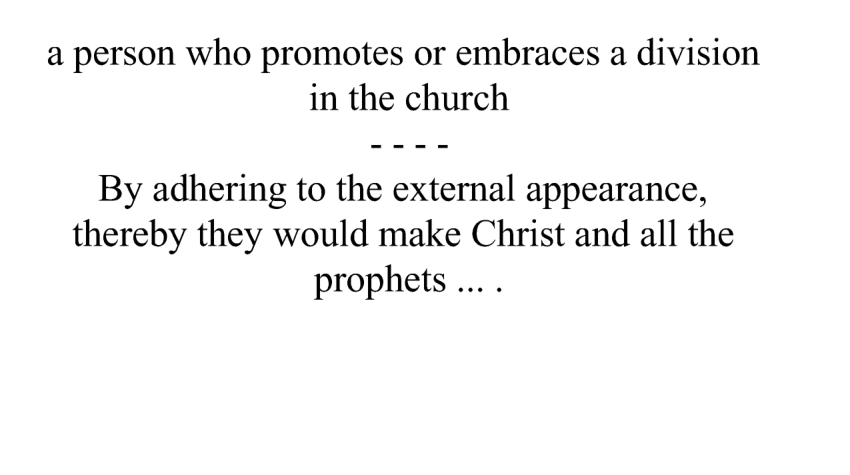 a person who promotes or embraces a division
in the church
- - - -
By adhering to the external appearance,
thereby they would make Christ and all the
prophets ... .